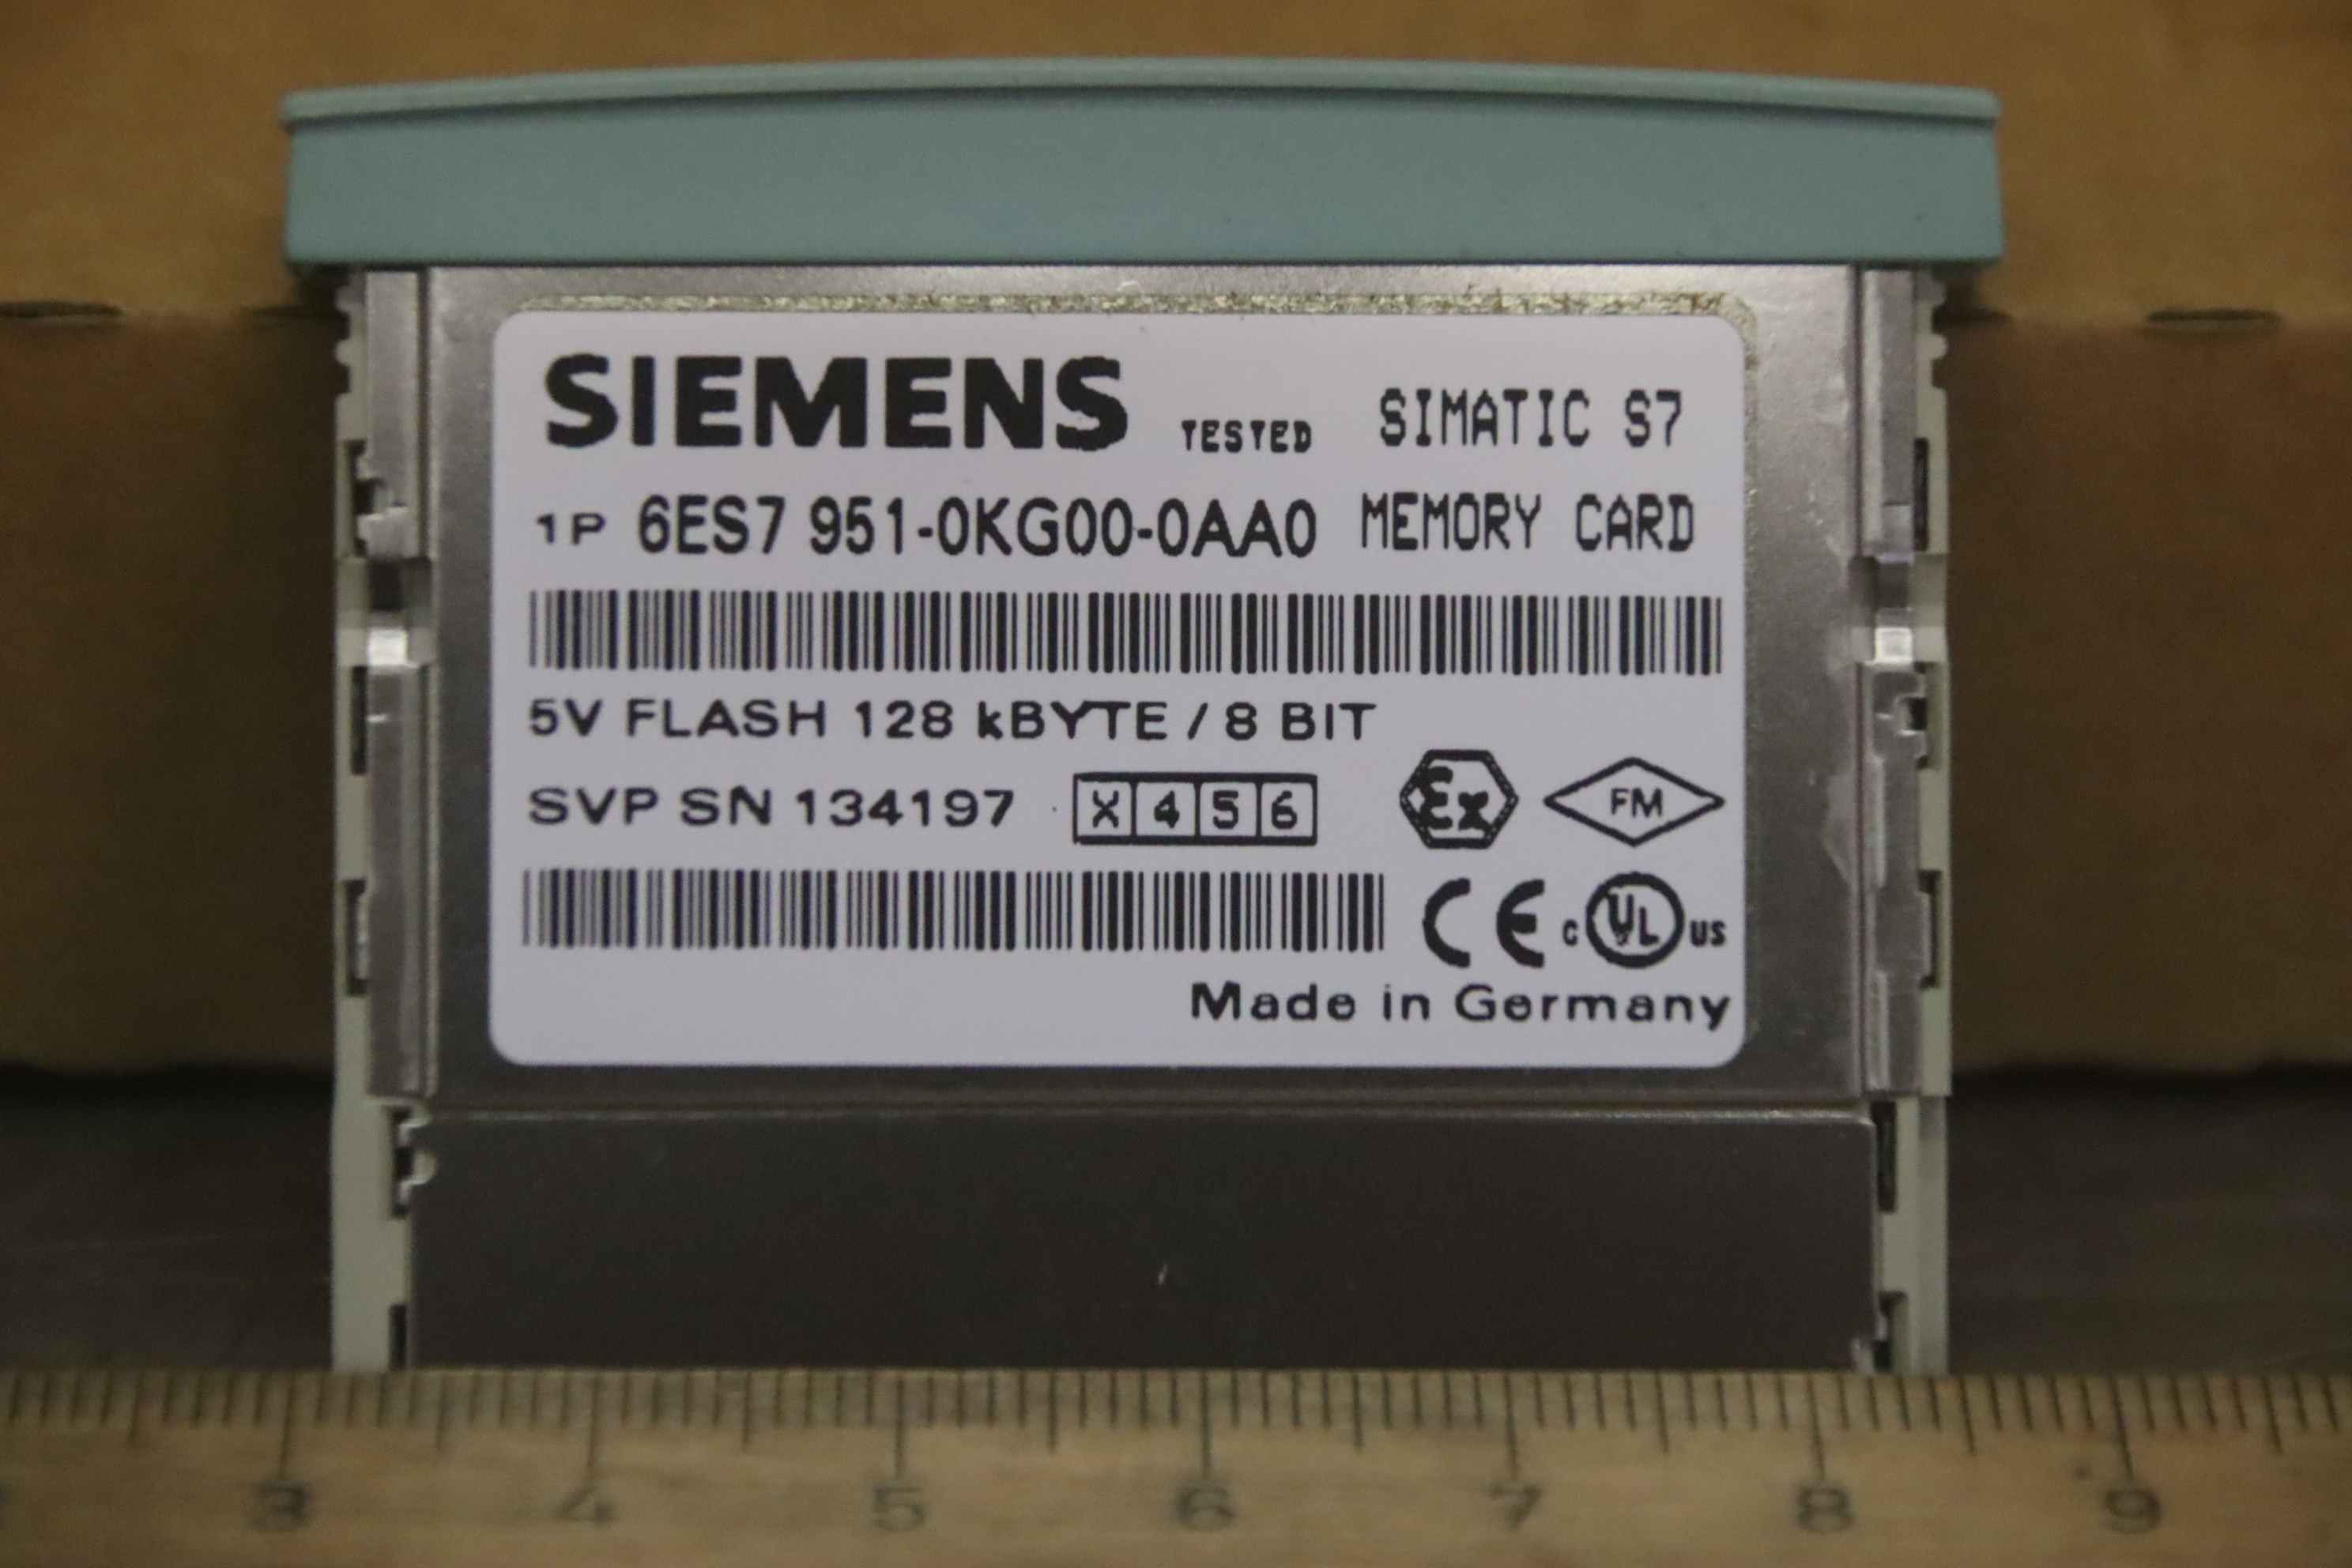 SIEMENS TESTED SIMATIC S7
1P 6ES7 951-0KG00-0AA0 MEMORY CARD
5V FLASH 128 kBYTE / 8 BIT
SVP SN 134197 X 4 5 6 Ex FM
CE c UL us
Made in Germany
3 4 5 6 7 8 9